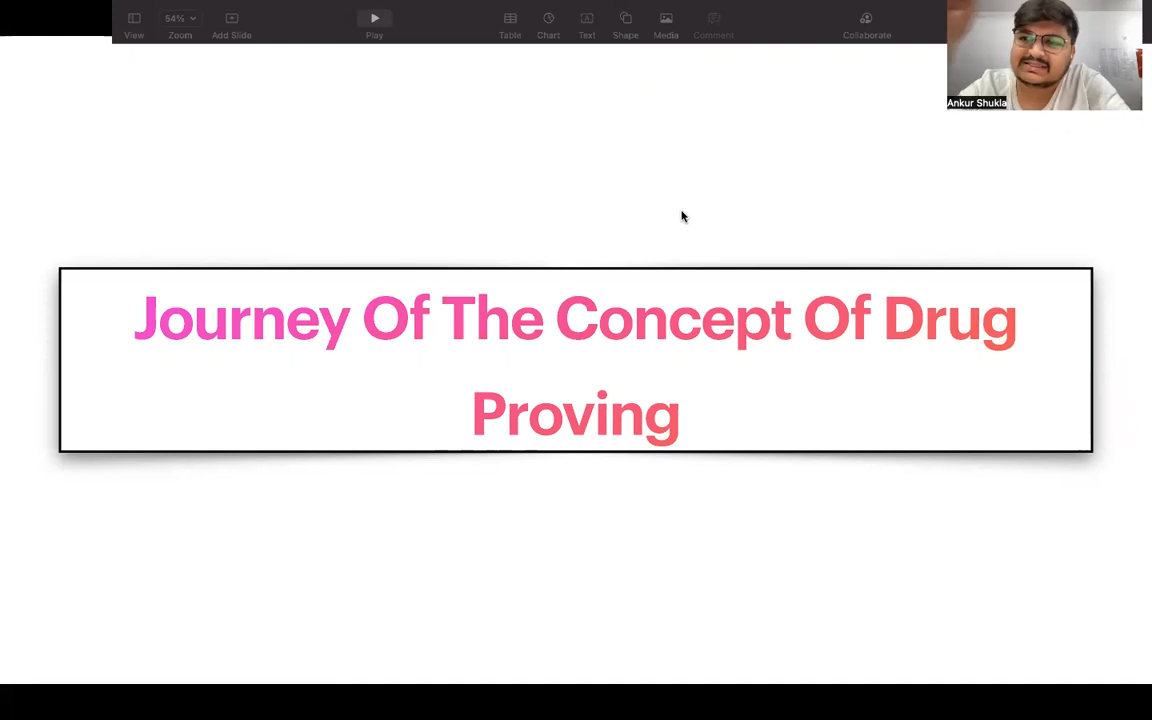 54%
View
Zoom
Add Slide
Play
Table
Chart
Text
Shape
Media
Comment
Collaborate
Ankur Shukla
Journey Of The Concept Of Drug
Proving